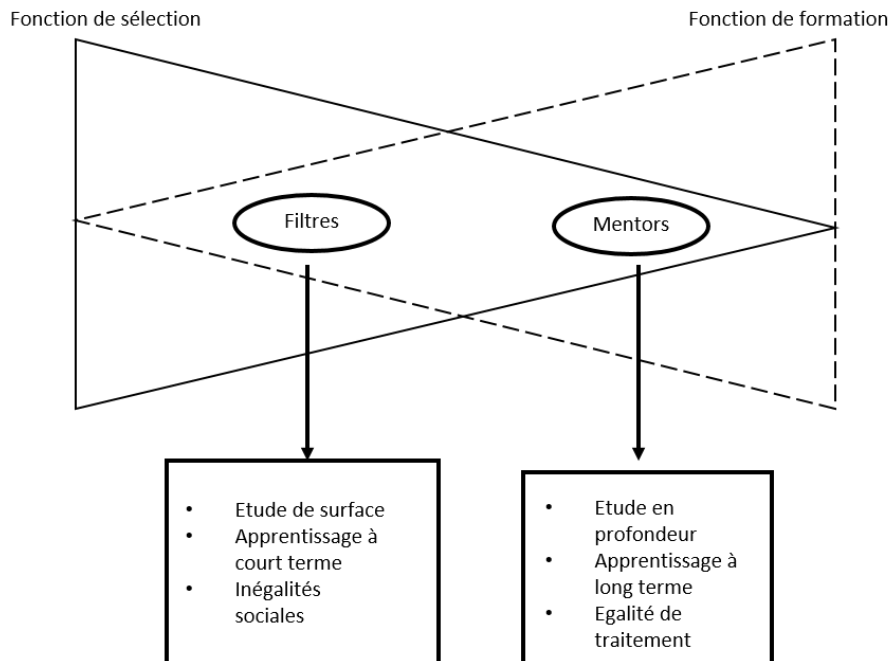 Fonction de sélection
Fonction de formation
Filtres
Mentors
• Etude de surface
• Apprentissage à
court terme
• Inégalités
sociales
• Etude en
profondeur
• Apprentissage à
long terme
• Egalité de
traitement